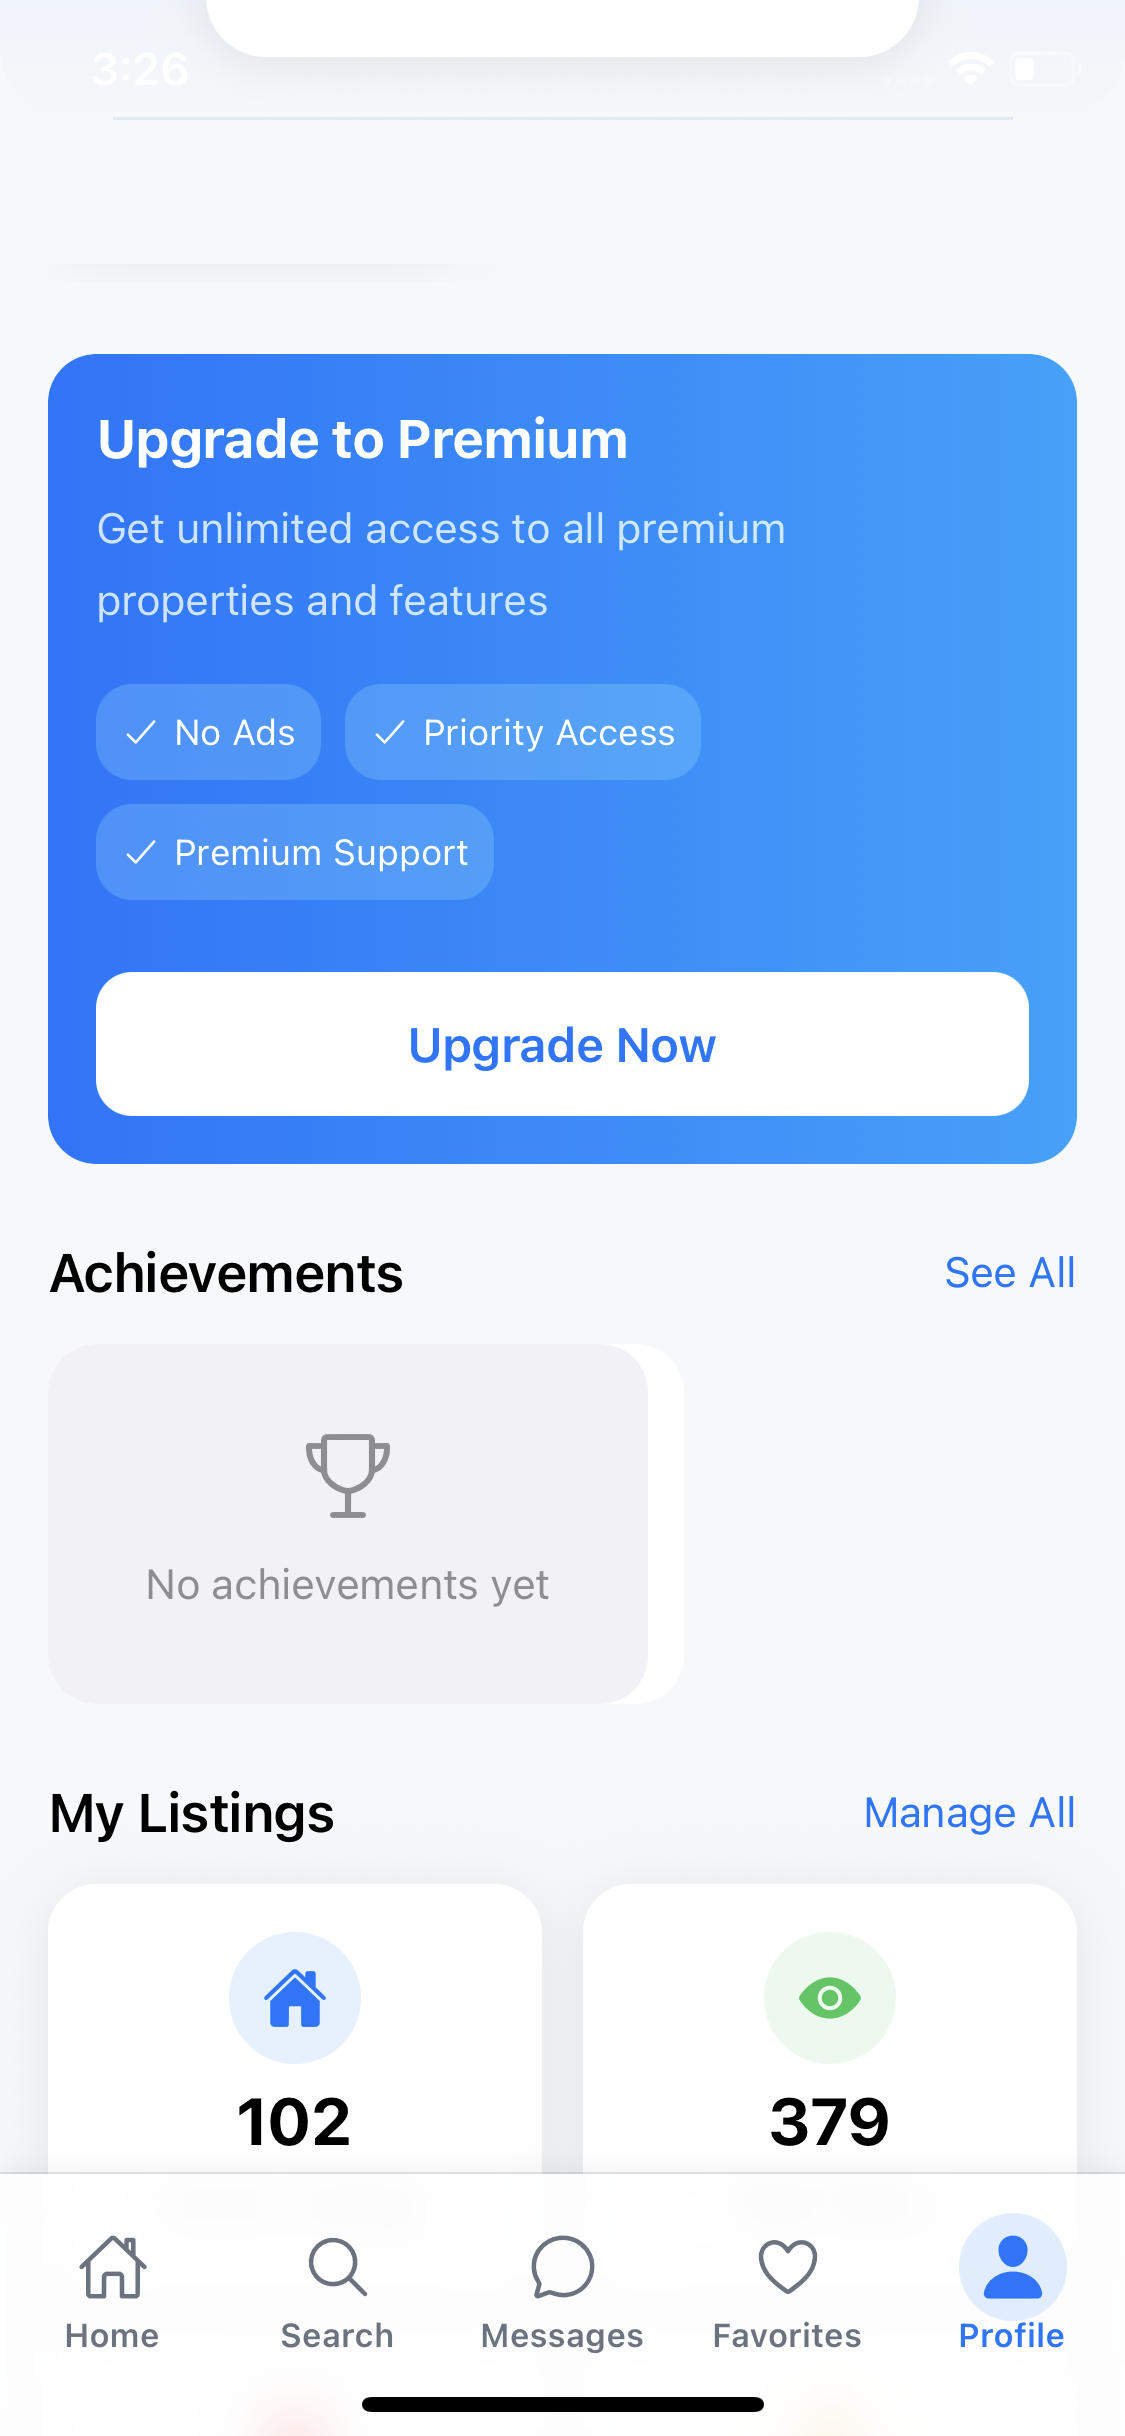 3:26
Upgrade to Premium
Get unlimited access to all premium
properties and features
No Ads
Priority Access
Premium Support
Upgrade Now
Achievements
See All
No achievements yet
My Listings
Manage All
102
379
Home
Search
Messages
Favorites
Profile